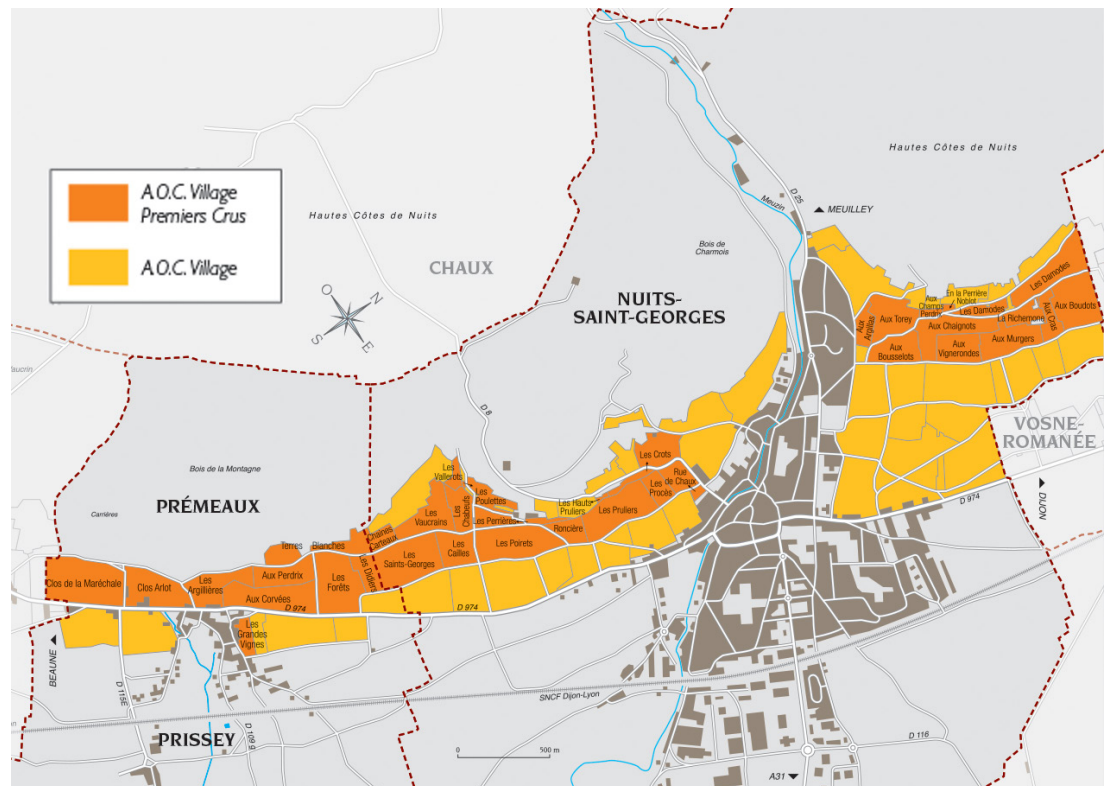 Hautes Côtes de Nuits
D 25
Meuzin
MEUILLEY
A.O.C. Village
Premiers Crus
A.O.C. Village
Hautes Côtes de Nuits
CHAUX
Bois de
Charmois
O
N
S
E
NUITS-
SAINT-GEORGES
Les Damodes
En la Perrière
Noblot
Aux
Champs
Perdrix
Les Damodes
Aux Boudots
Aux Cras
La Richemone
Aux
Argillas
Aux Torey
Aux Chaignots
Aux Murgers
Aux
Bousselots
Aux
Vignerondes
VOSNE-
ROMANÉE
DIJON
D 974
D 8
Bois de la Montagne
Carrières
PRÉMEAUX
Les
Vallerots
Les
Poulettes
Les
Chabeufs
Les
Vaucrains
Les Perrières
Chaînes
Carteaux
Les Crots
Rue
de Chaux
Les
Procès
Les Hauts
Pruliers
Les Pruliers
Roncière
Les
Saints-Georges
Les
Cailles
Les Poirets
Terres Blanches
Clos de la Maréchale
Clos Arlot
Les
Argillières
Aux Perdrix
Aux Corvées
Les
Forêts
Les Didiers
D 974
D 974
Les
Grandes
Vignes
BEAUNE
D 115E
D 109 g
PRISSEY
SNCF Dijon-Lyon
0
500 m
D 116
A31